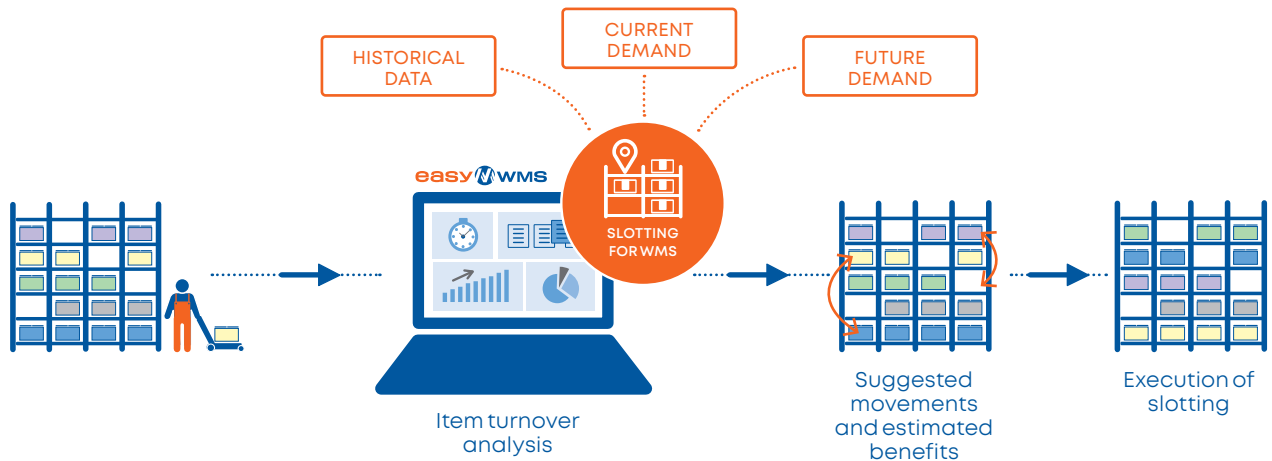 CURRENT
DEMAND
HISTORICAL
DATA
FUTURE
DEMAND
easy WMS
SLOTTING
FOR WMS
Item turnover
analysis
Suggested
movements
and estimated
benefits
Execution of
slotting